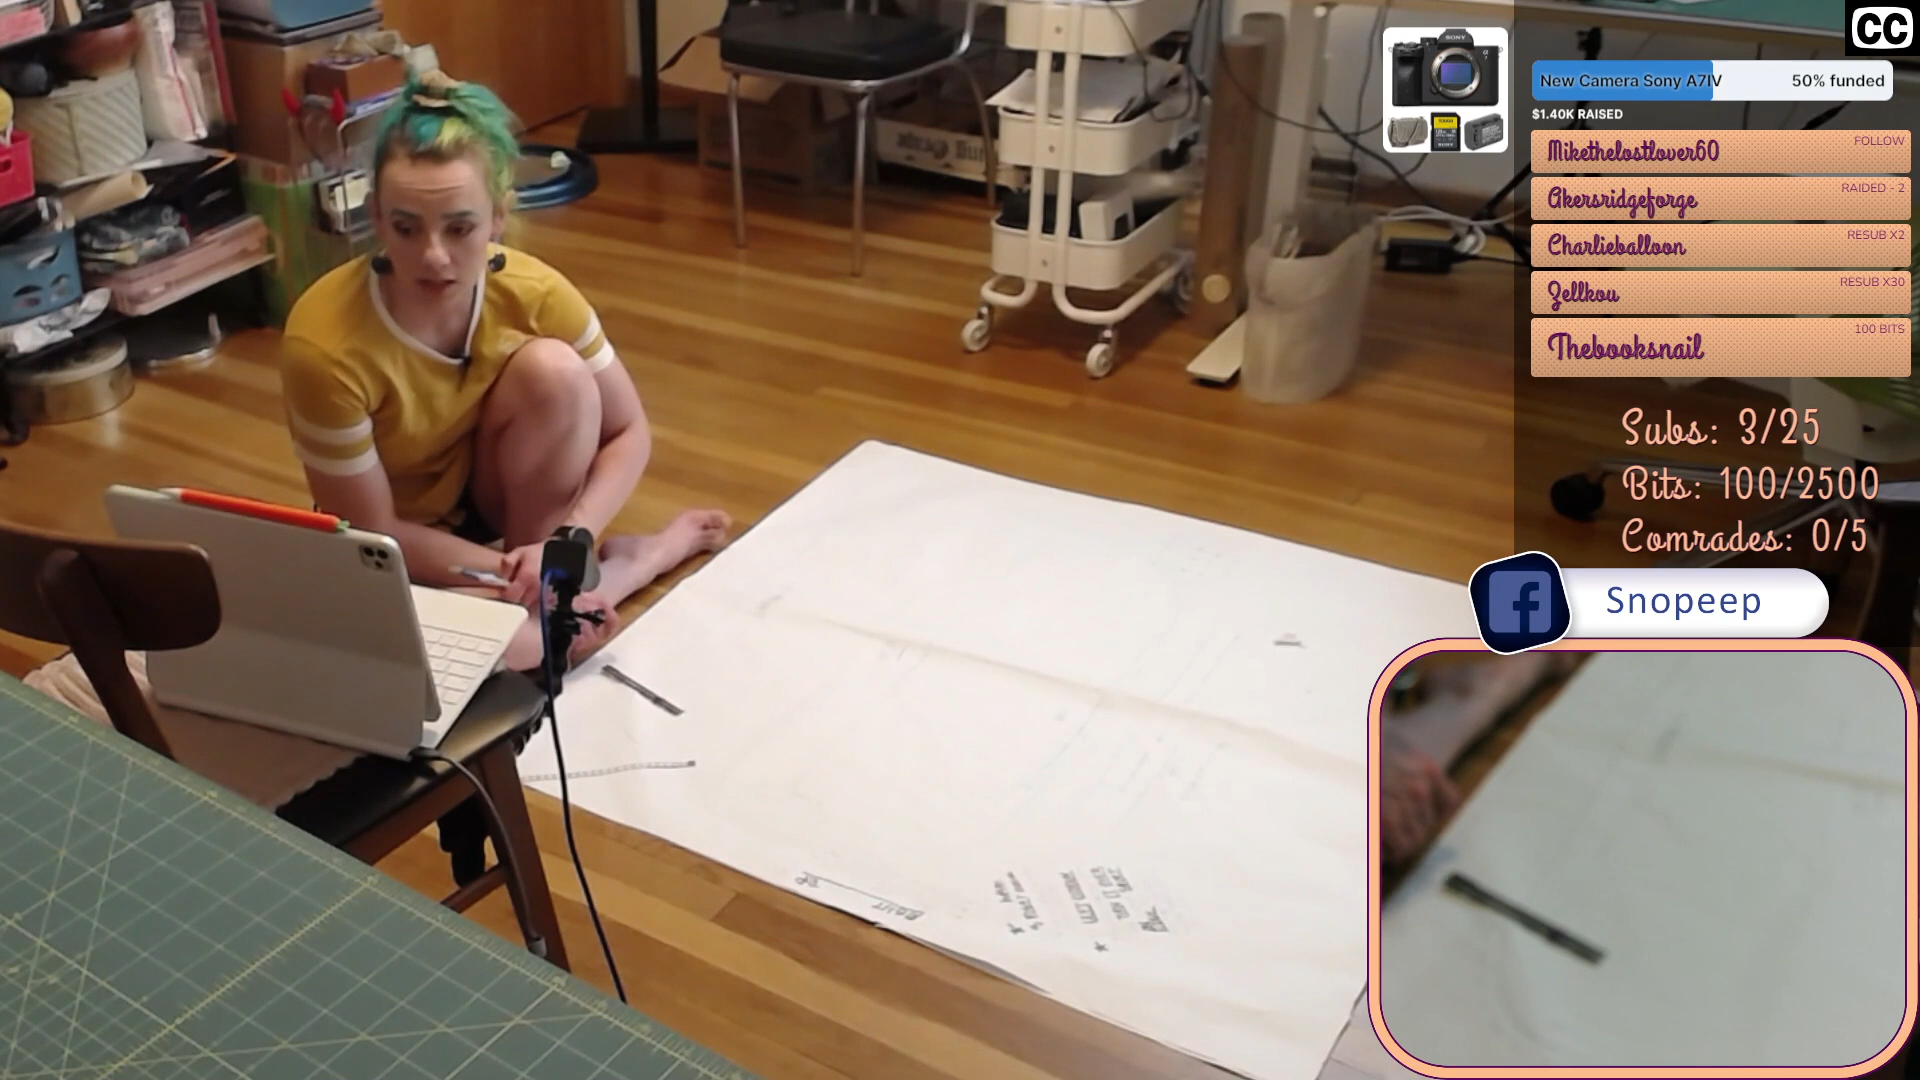 CC
SONY
New Camera Sony A7IV 50% funded
$1.40K RAISED
Mikethelostlover60 FOLLOW
Akersridgeforge RAIDED - 2
Charlieballoon RESUB X2
Zellkou RESUB X30
Thebooksnail 100 BITS
Subs: 3/25
Bits: 100/2500
Comrades: 0/5
Snopeep